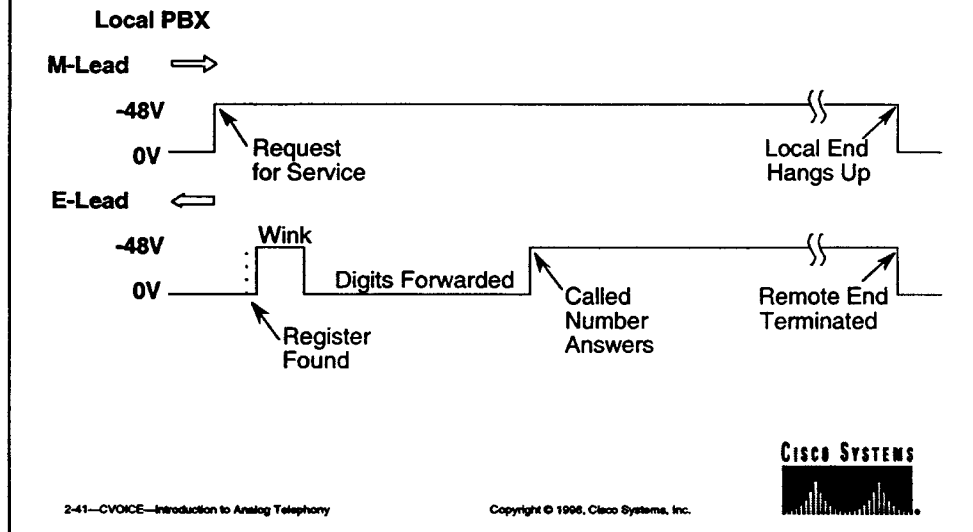 Local PBX
M-Lead
-48V
0V
Request
for Service
Local End
Hangs Up
E-Lead
-48V
0V
Wink
Digits Forwarded
Register
Found
Called
Number
Answers
Remote End
Terminated
CISCO SYSTEMS
2-41—CVOICE—Introduction to Analog Telephony
Copyright © 1998, Cisco Systems, Inc.